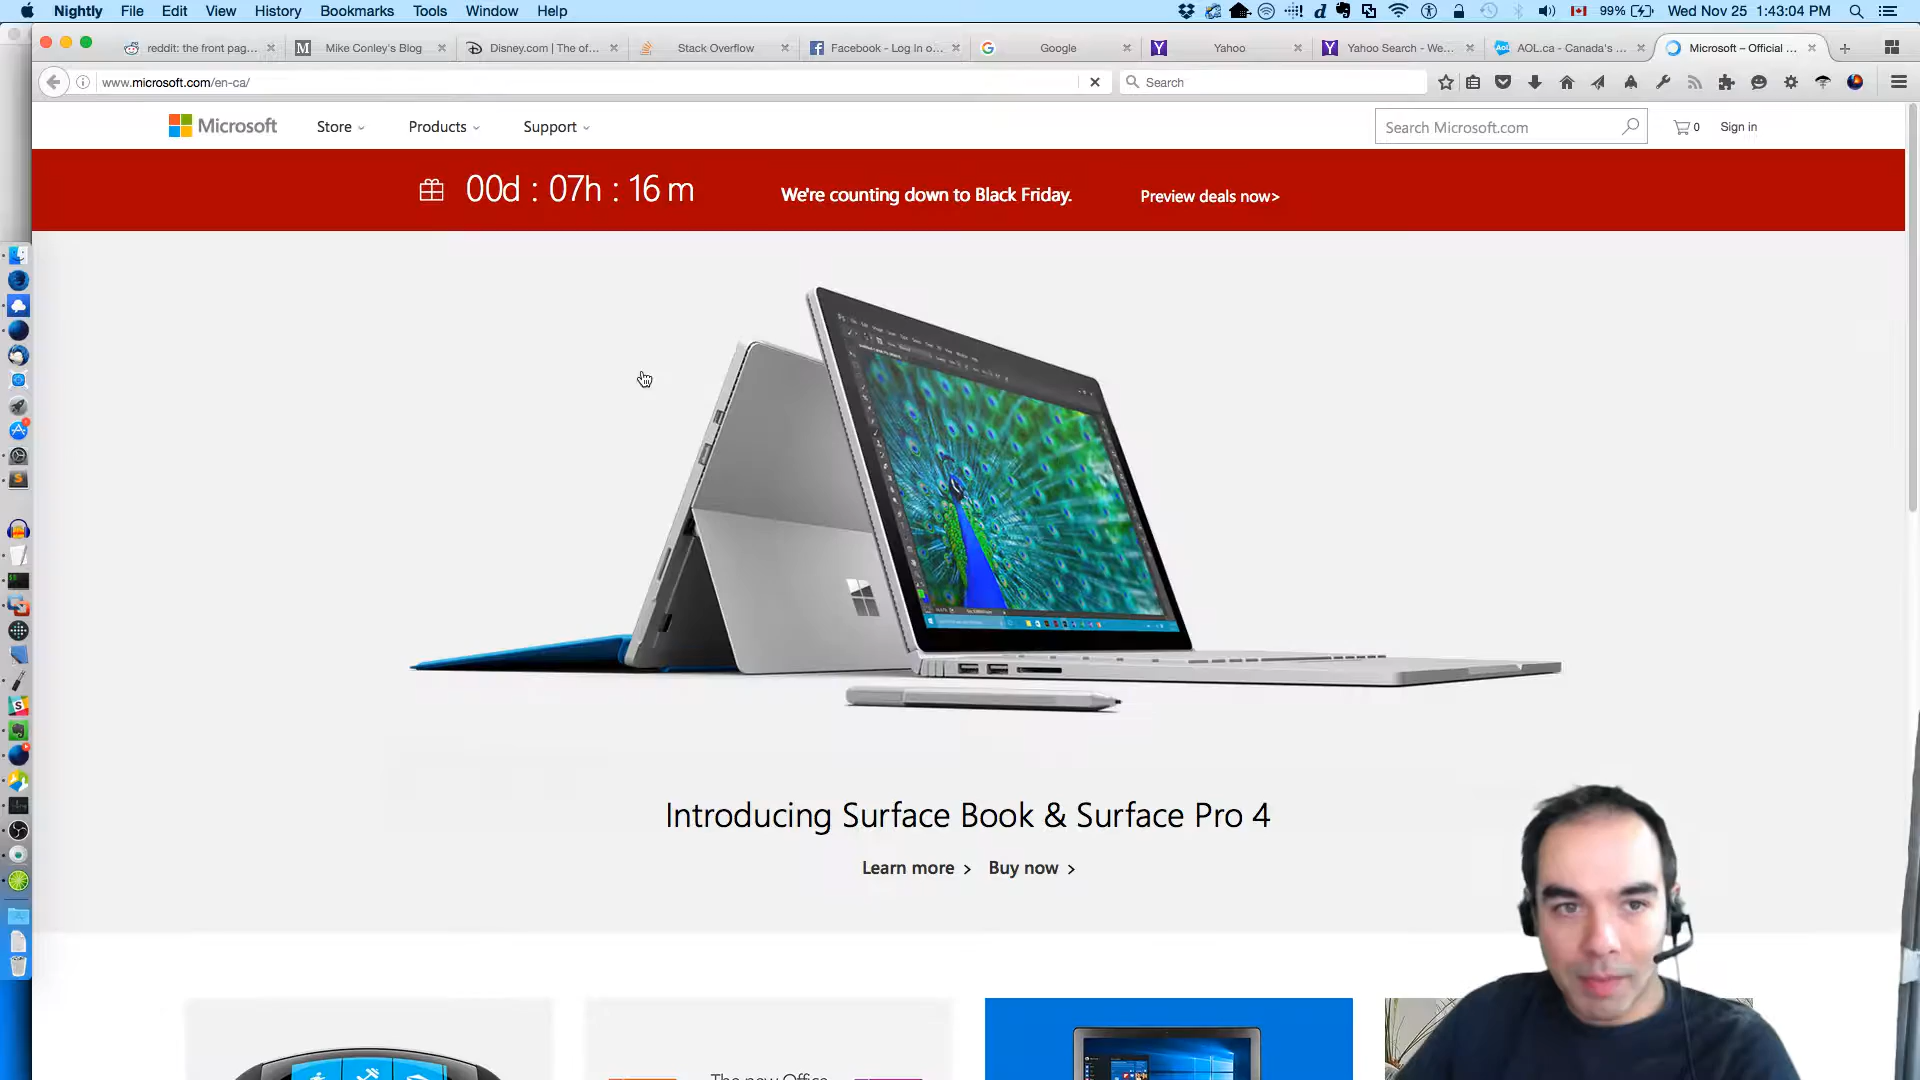 Nightly File Edit View History Bookmarks Tools Window Help
99% Wed Nov 25 1:43:04 PM
reddit: the front pag...
Mike Conley's Blog
Disney.com | The of...
Stack Overflow
Facebook - Log In o...
Google
Yahoo
Yahoo Search - We...
AOL.ca - Canada's ...
Microsoft – Official ...
www.microsoft.com/en-ca/
Search
Microsoft
Store
Products
Support
Search Microsoft.com
0
Sign in
00d : 07h : 16 m
We're counting down to Black Friday.
Preview deals now>
Introducing Surface Book & Surface Pro 4
Learn more >
Buy now >
The new Office